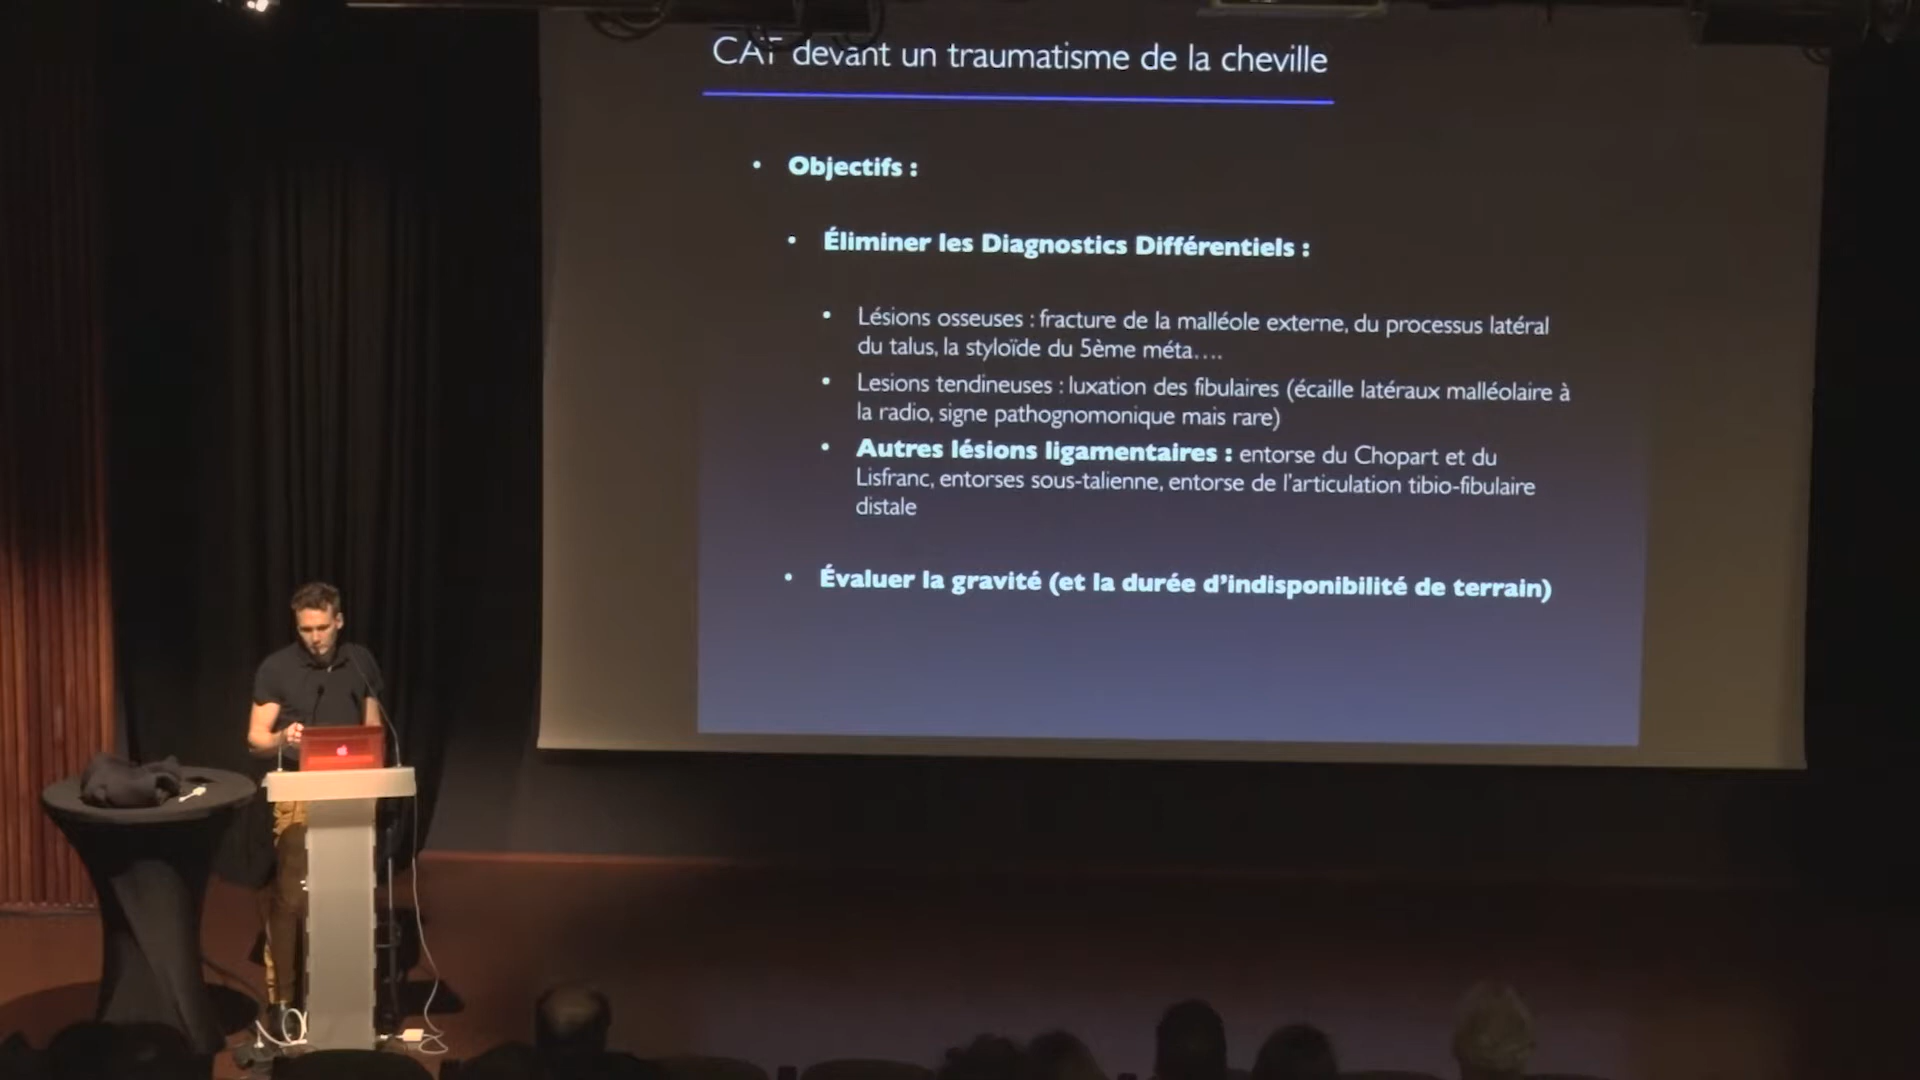 CAT devant un traumatisme de la cheville
• Objectifs :
• Éliminer les Diagnostics Différentiels :
• Lésions osseuses : fracture de la malléole externe, du processus latéral
du talus, la styloïde du 5ème méta....
• Lesions tendineuses : luxation des fibulaires (écaille latéraux malléolaire à
la radio, signe pathognomonique mais rare)
• Autres lésions ligamentaires : entorse du Chopart et du
Lisfranc, entorses sous-talienne, entorse de l'articulation tibio-fibulaire
distale
• Évaluer la gravité (et la durée d'indisponibilité de terrain)